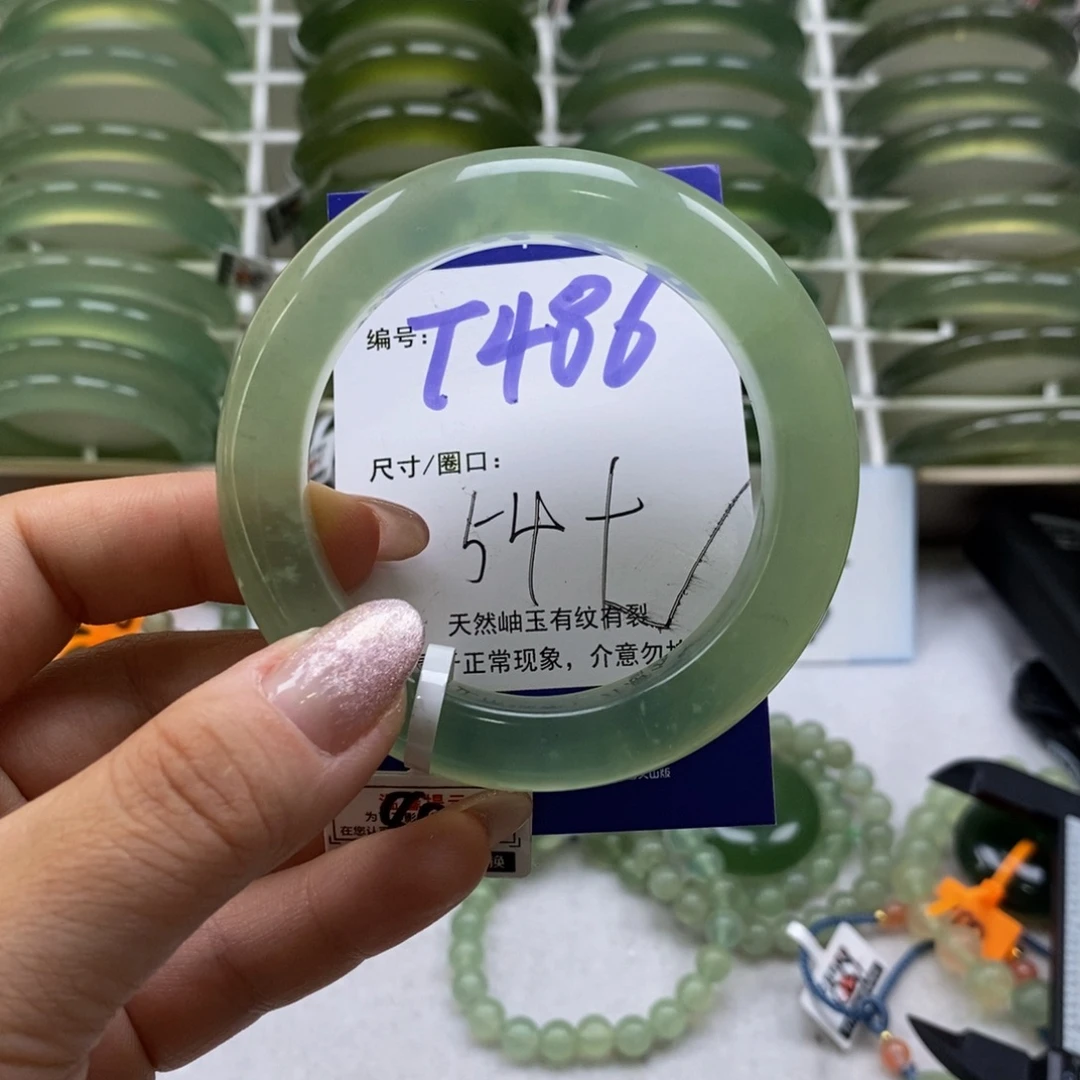 编号：T486
尺寸/圈口：
54+
天然岫玉有纹有裂
正常现象，介意勿